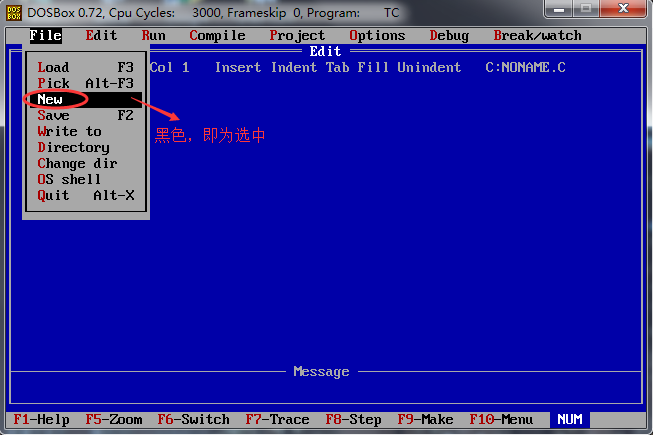 DOS BOX DOSBox 0.72, Cpu Cycles: 3000, Frameskip 0, Program: TC
File Edit Run Compile Project Options Debug Break/watch
Edit
Col 1 Insert Indent Tab Fill Unindent C:NONAME.C
Load F3
Pick Alt-F3
New
Save F2
Write to
Directory
Change dir
OS shell
Quit Alt-X
黑色，即为选中
Message
F1-Help F5-Zoom F6-Switch F7-Trace F8-Step F9-Make F10-Menu NUM